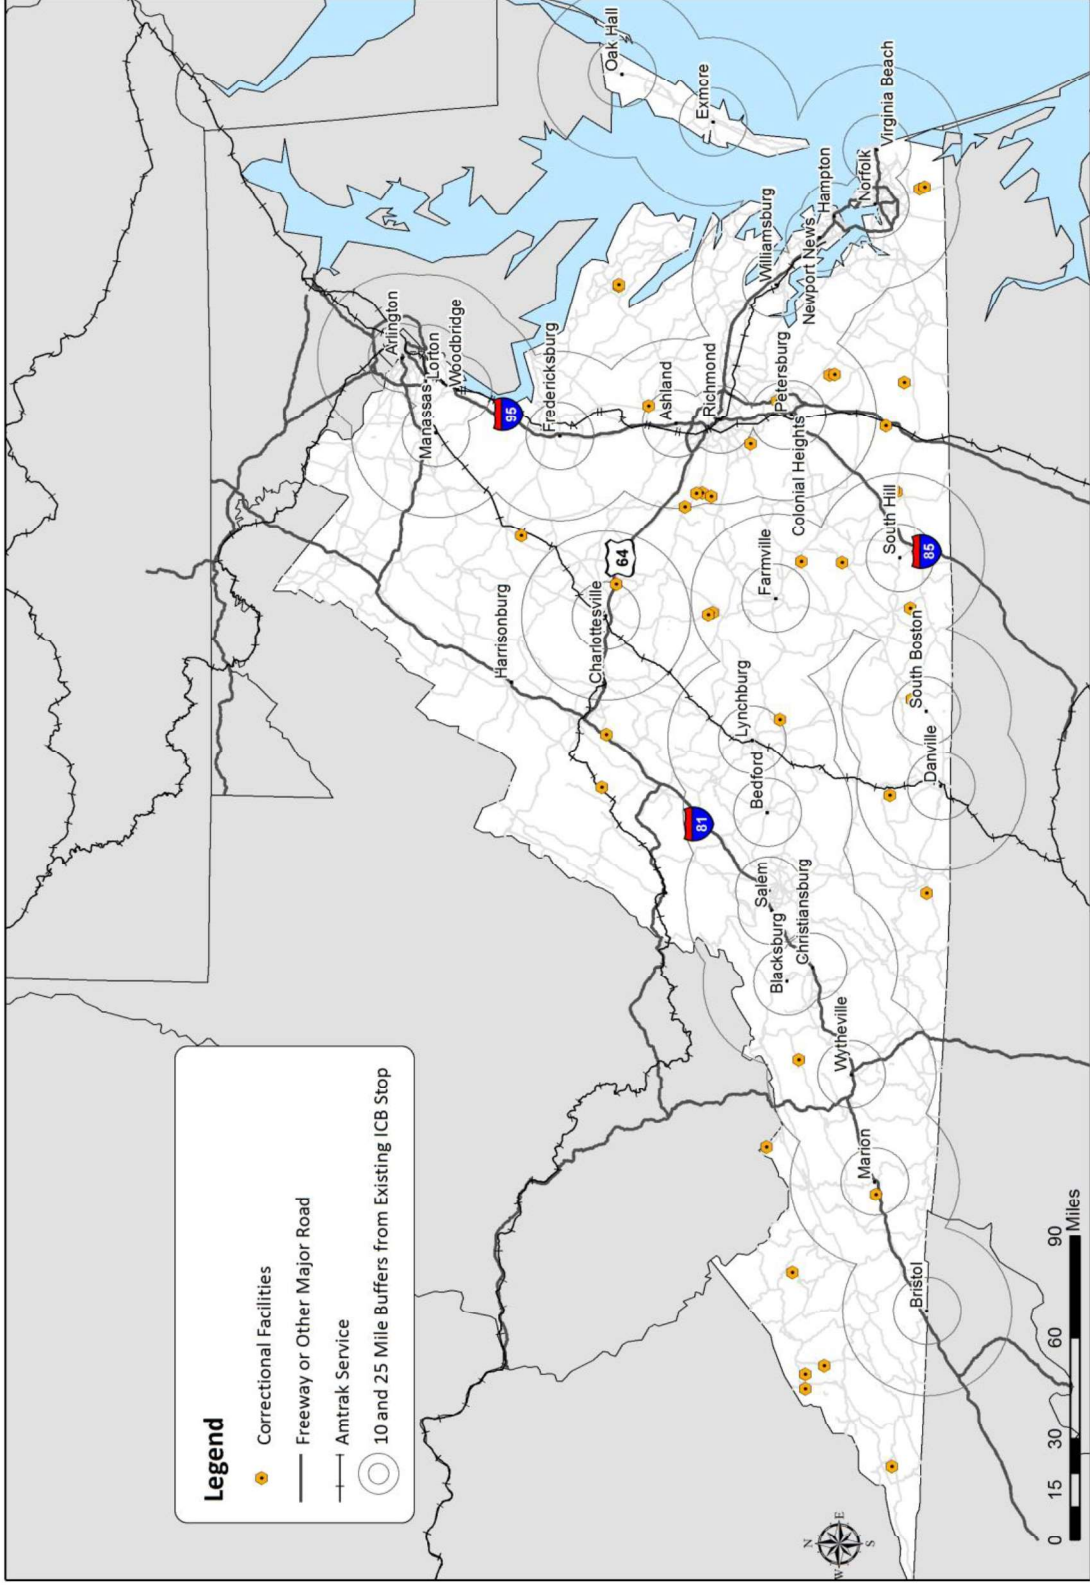 Legend
Correctional Facilities
Freeway or Other Major Road
Amtrak Service
10 and 25 Mile Buffers from Existing ICB Stop
Oak Hall
Exmore
Virginia Beach
Norfolk
Hampton
Newport News
Williamsburg
Arlington
Lorton
Woodbridge
Manassas
95
Fredericksburg
Ashland
Richmond
Petersburg
Colonial Heights
64
Harrisonburg
Charlottesville
Farmville
South Hill
85
South Boston
Lynchburg
Bedford
Danville
81
Salem
Blacksburg
Christiansburg
Wytheville
Marion
Bristol
N
E
S
W
0 15 30 60 90
Miles